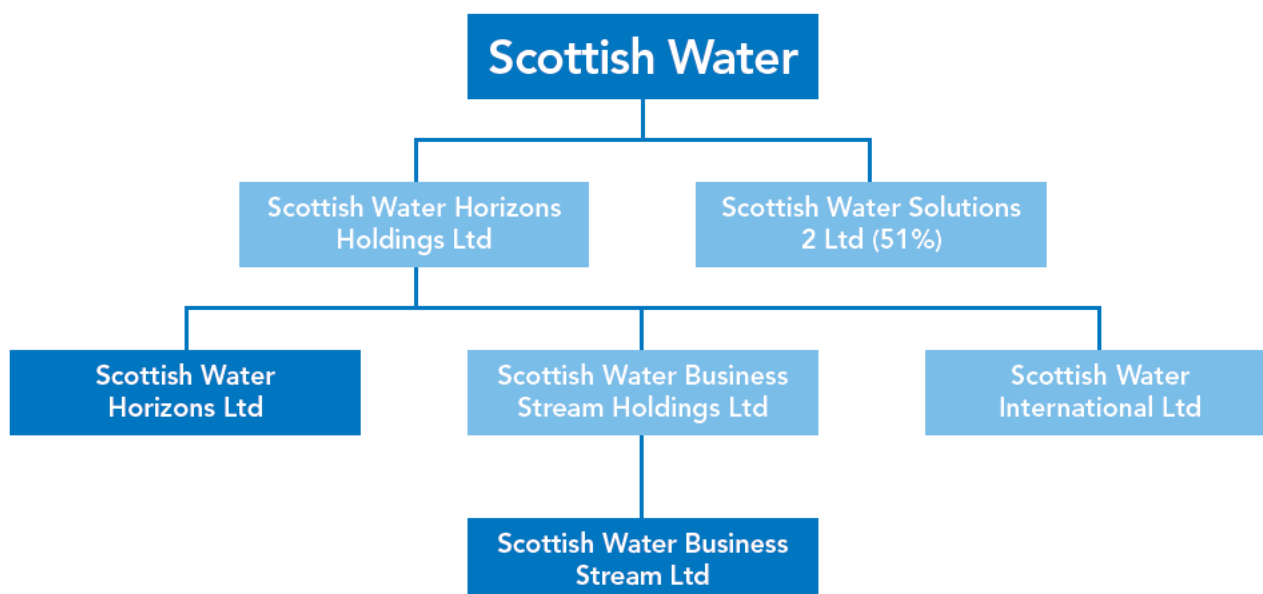 Scottish Water
Scottish Water Horizons
Holdings Ltd
Scottish Water Solutions
2 Ltd (51%)
Scottish Water
Horizons Ltd
Scottish Water Business
Stream Holdings Ltd
Scottish Water
International Ltd
Scottish Water Business
Stream Ltd